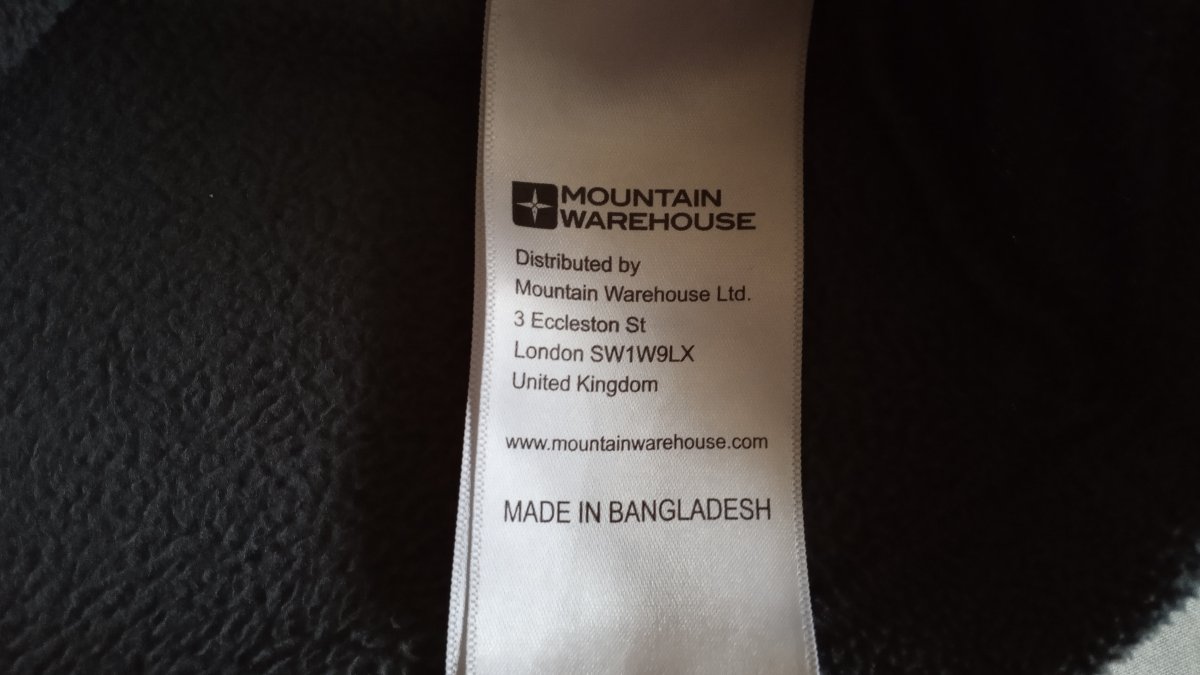 MOUNTAIN
WAREHOUSE
Distributed by
Mountain Warehouse Ltd.
3 Eccleston St
London SW1W9LX
United Kingdom
www.mountainwarehouse.com
MADE IN BANGLADESH